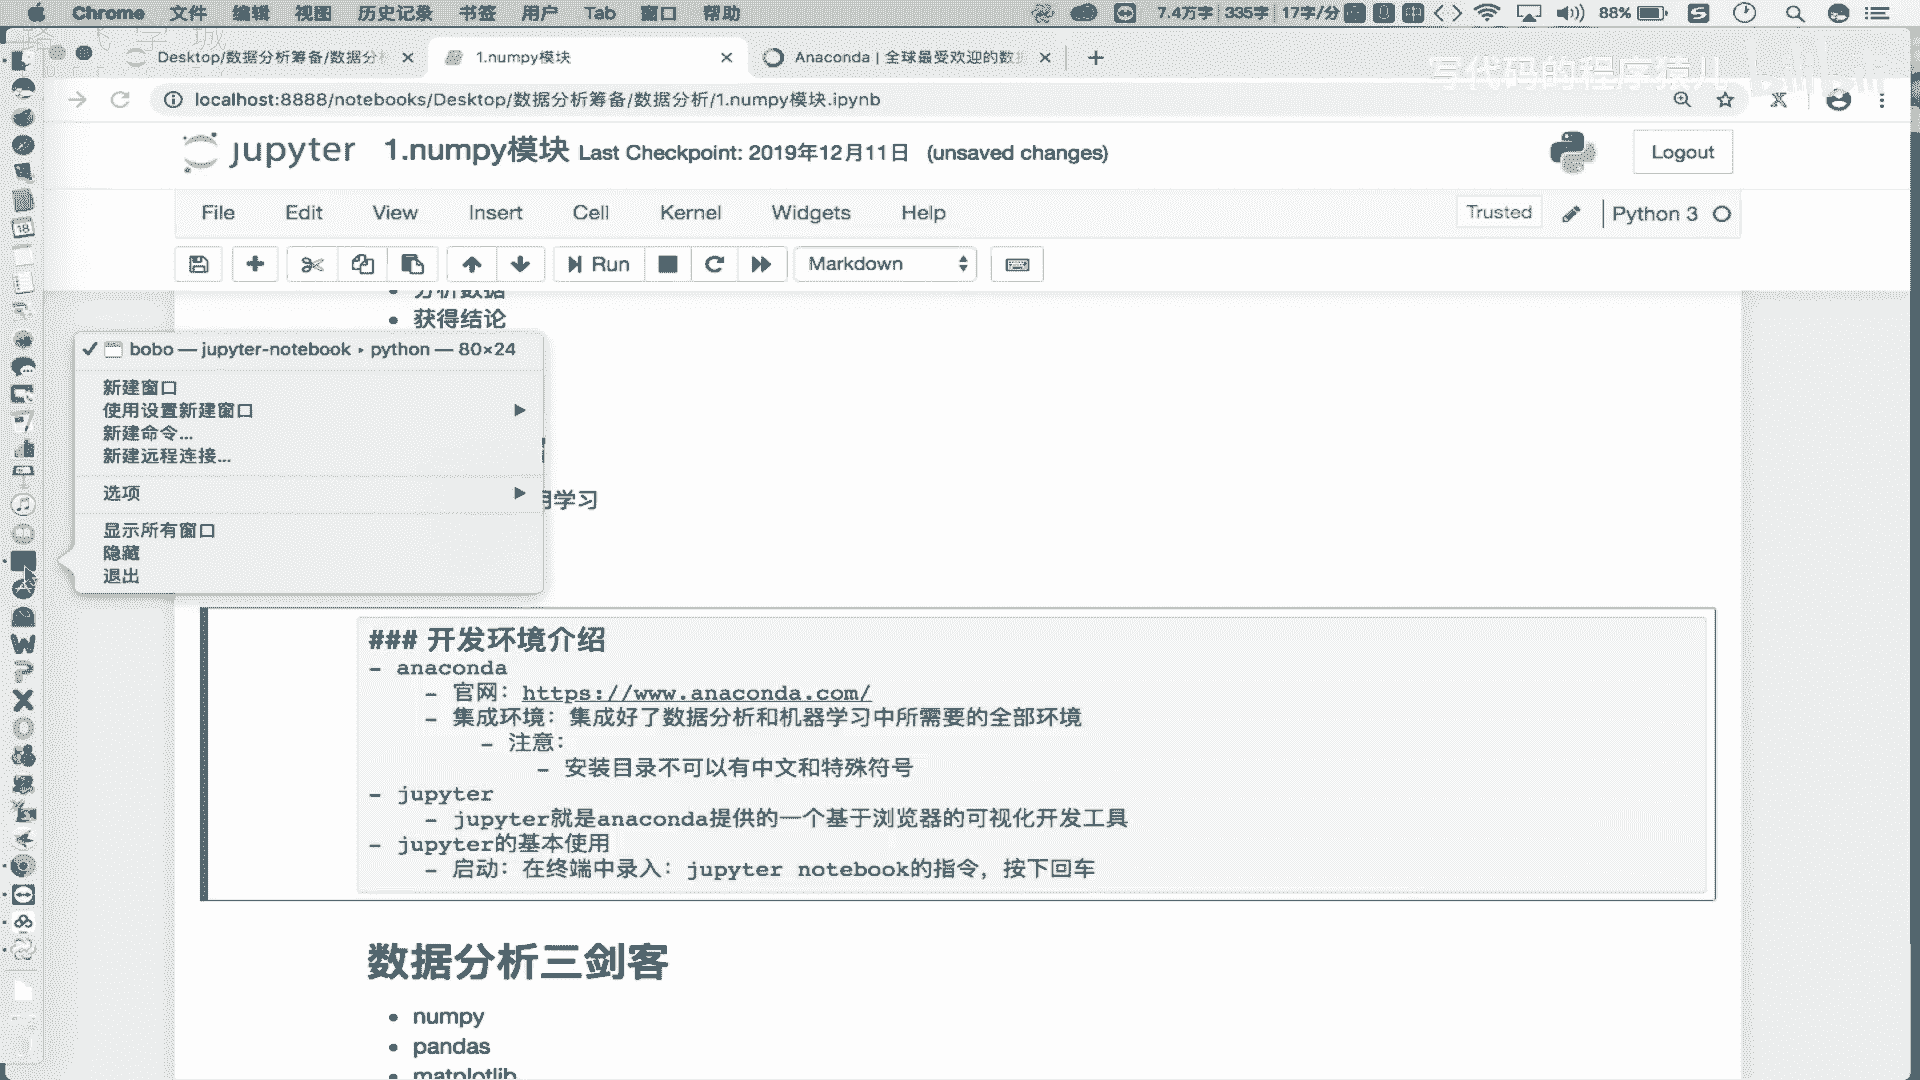 Chrome 文件 编辑 视图 历史记录 书签 用户 Tab 窗口 帮助 7.4万字 335字 17字/分 88%
Desktop/数据分析筹备/数据分析 1.numpy模块 Anaconda | 全球最受欢迎的数据
写代码的程序猿儿
localhost:8888/notebooks/Desktop/数据分析筹备/数据分析/1.numpy模块.ipynb
jupyter 1.numpy模块 Last Checkpoint: 2019年12月11日 (unsaved changes) Logout
File Edit View Insert Cell Kernel Widgets Help Trusted Python 3
Run Markdown
分析数据
获得结论
bobo — jupyter-notebook ▸ python — 80×24
新建窗口
使用设置新建窗口
新建命令...
新建远程连接...
选项
用学习
显示所有窗口
隐藏
退出
### 开发环境介绍
- anaconda
- 官网：https://www.anaconda.com/
- 集成环境：集成好了数据分析和机器学习中所需要的全部环境
- 注意：
- 安装目录不可以有中文和特殊符号
- jupyter
- jupyter就是anaconda提供的一个基于浏览器的可视化开发工具
- jupyter的基本使用
- 启动：在终端中录入：jupyter notebook的指令，按下回车
数据分析三剑客
numpy
pandas
matplotlib